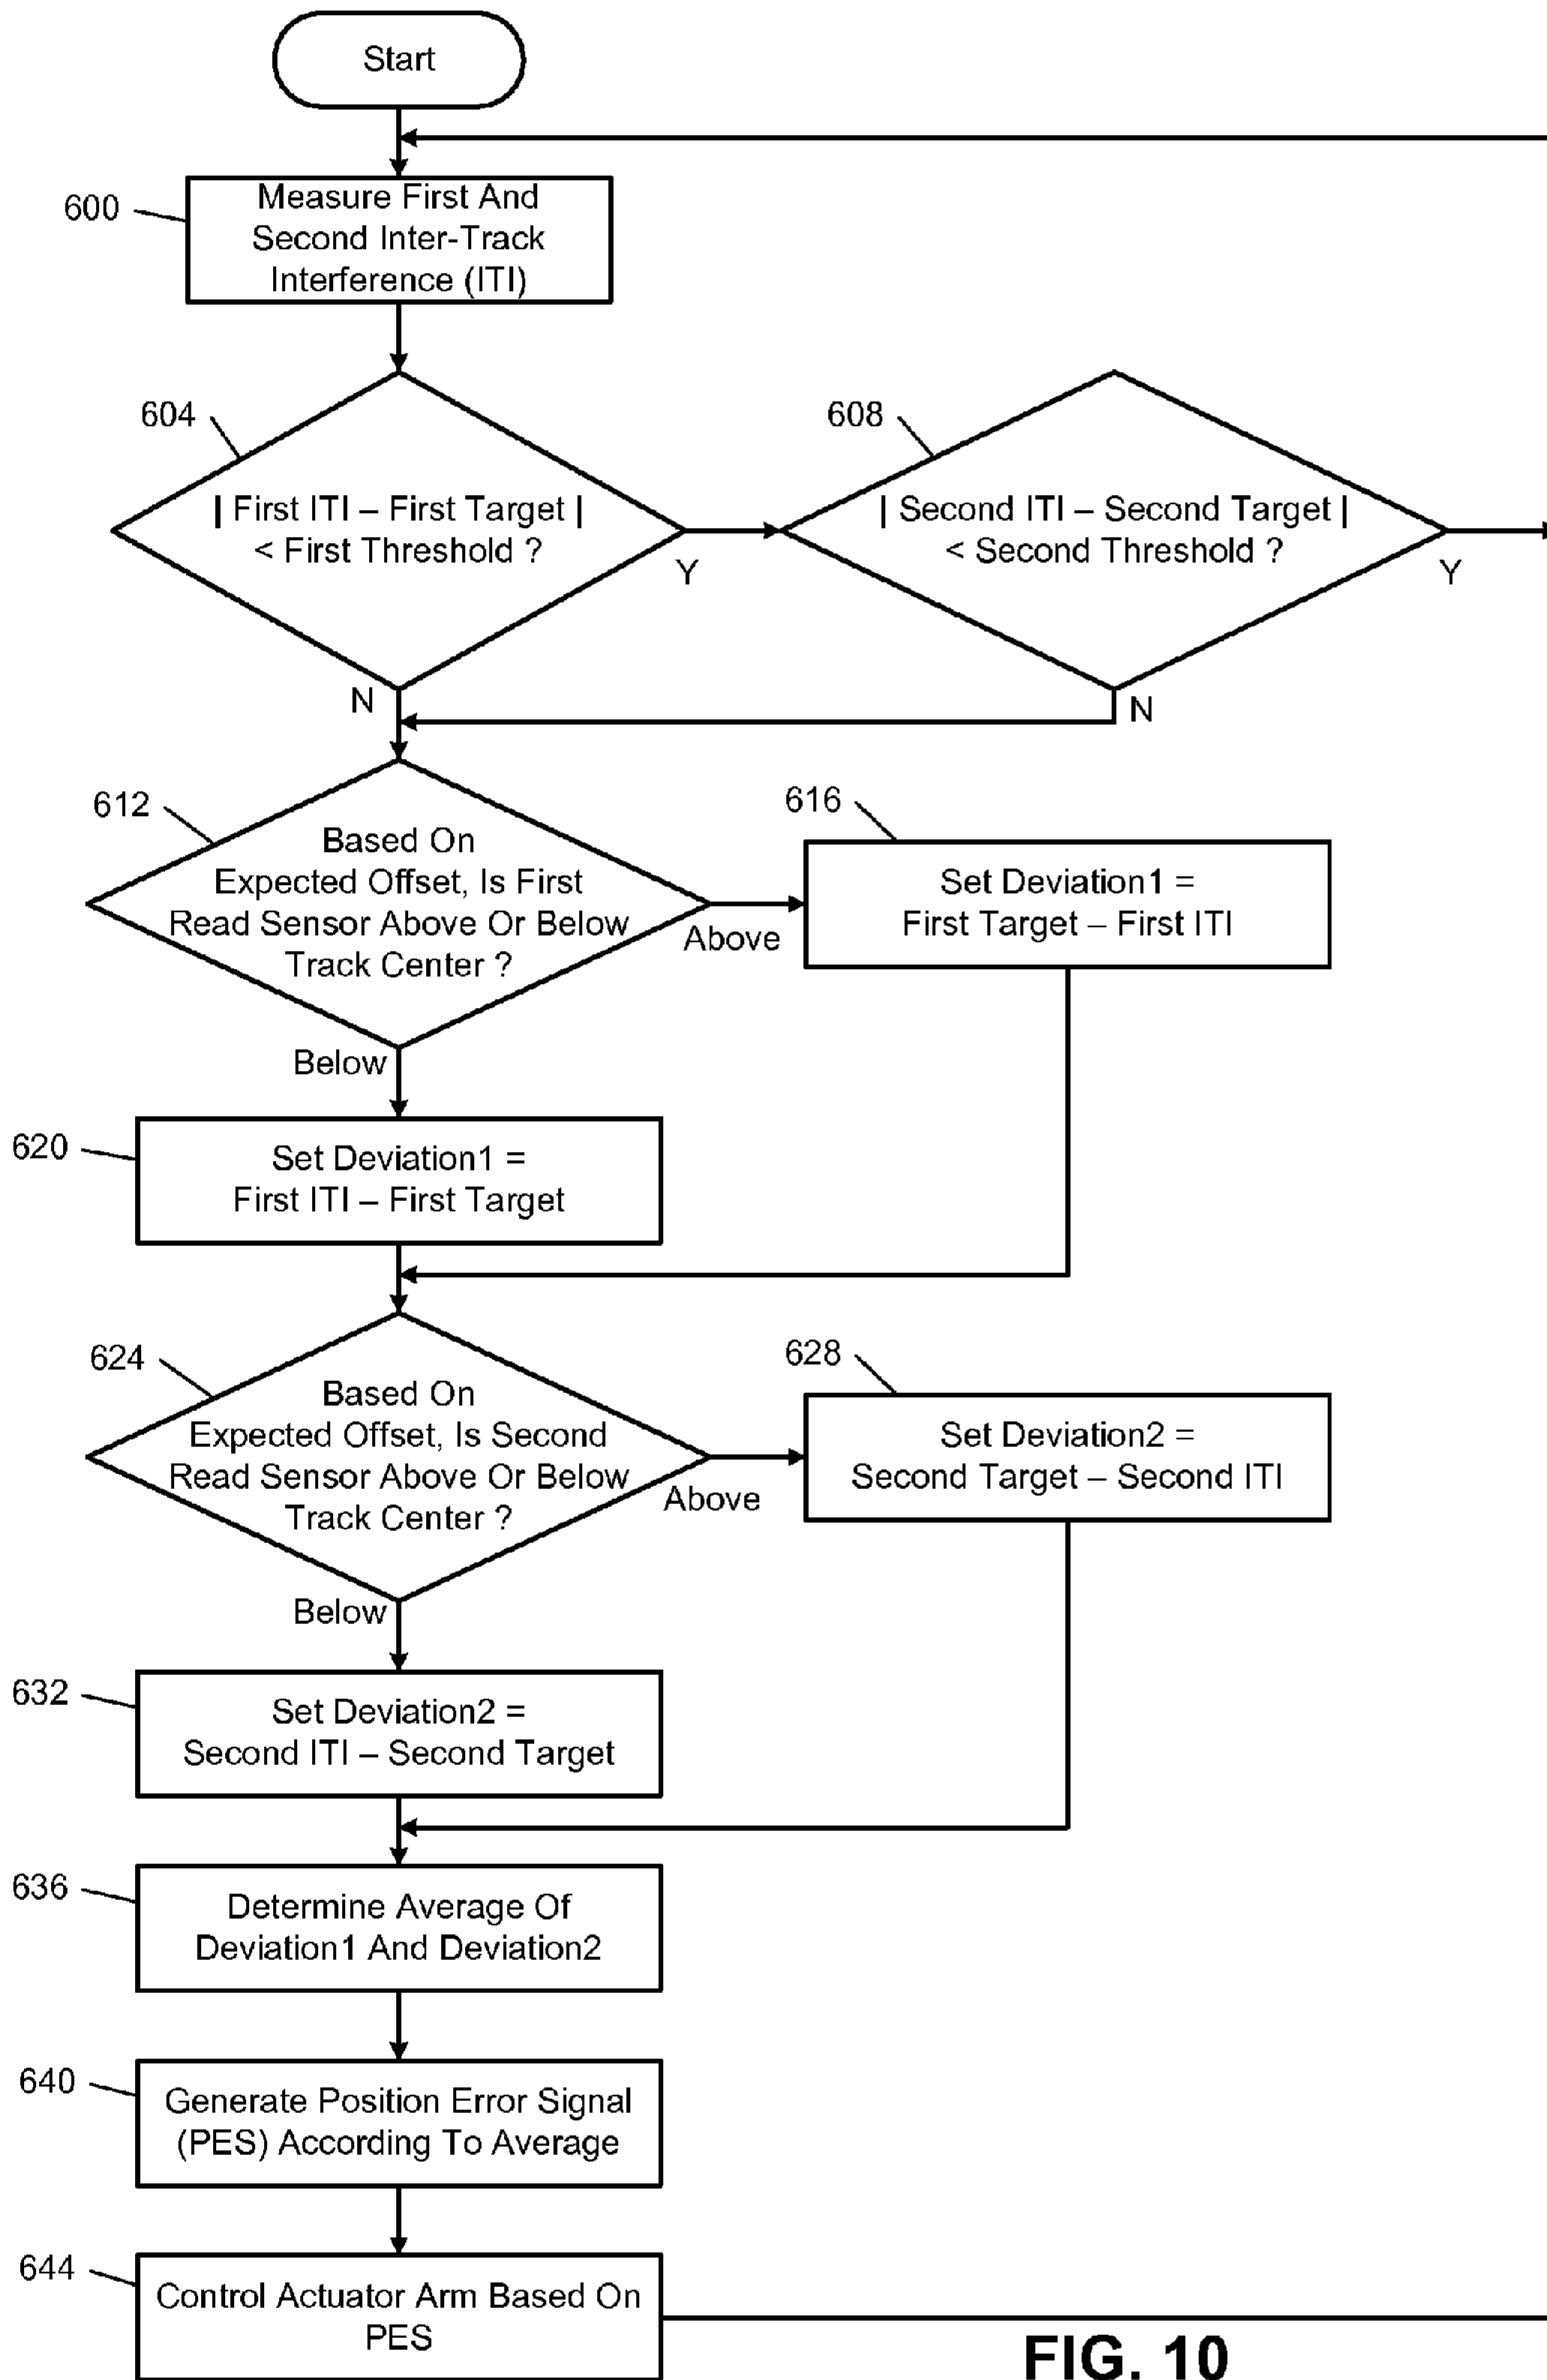 Start
600
Measure First And
Second Inter-Track
Interference (ITI)
604
| First ITI – First Target |
< First Threshold ?
Y
N
608
| Second ITI – Second Target |
< Second Threshold ?
Y
N
612
Based On
Expected Offset, Is First
Read Sensor Above Or Below
Track Center ?
Above
Below
616
Set Deviation1 =
First Target – First ITI
620
Set Deviation1 =
First ITI – First Target
624
Based On
Expected Offset, Is Second
Read Sensor Above Or Below
Track Center ?
Above
Below
628
Set Deviation2 =
Second Target – Second ITI
632
Set Deviation2 =
Second ITI – Second Target
636
Determine Average Of
Deviation1 And Deviation2
640
Generate Position Error Signal
(PES) According To Average
644
Control Actuator Arm Based On
PES
FIG. 10